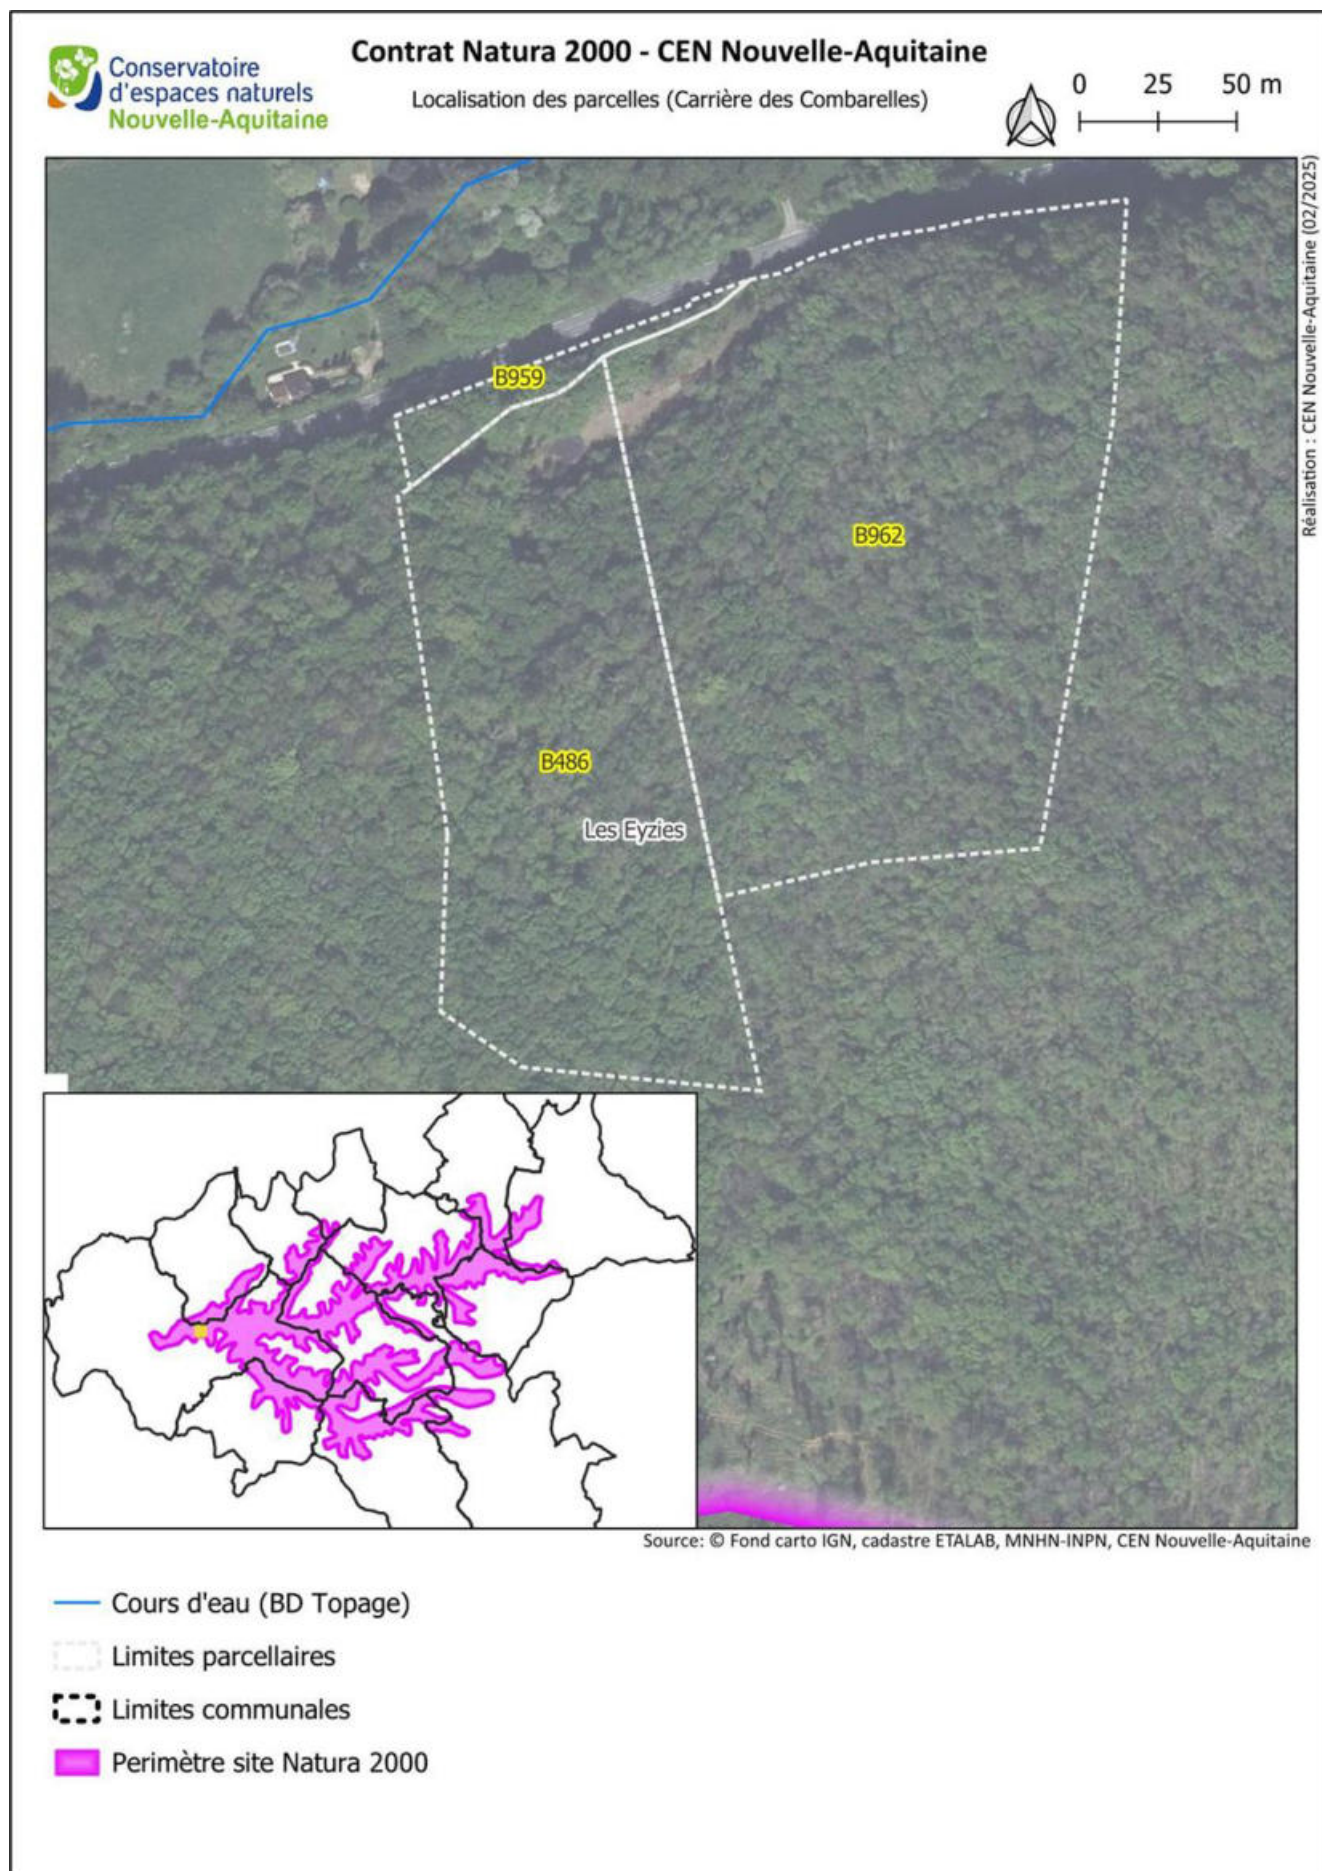 Conservatoire
d'espaces naturels
Nouvelle-Aquitaine
Contrat Natura 2000 - CEN Nouvelle-Aquitaine
Localisation des parcelles (Carrière des Combarelles)
0 25 50 m
Réalisation : CEN Nouvelle-Aquitaine (02/2025)
B959
B962
B486
Les Eyzies
Source: © Fond carto IGN, cadastre ETALAB, MNHN-INPN, CEN Nouvelle-Aquitaine
Cours d'eau (BD Topage)
Limites parcellaires
Limites communales
Perimètre site Natura 2000